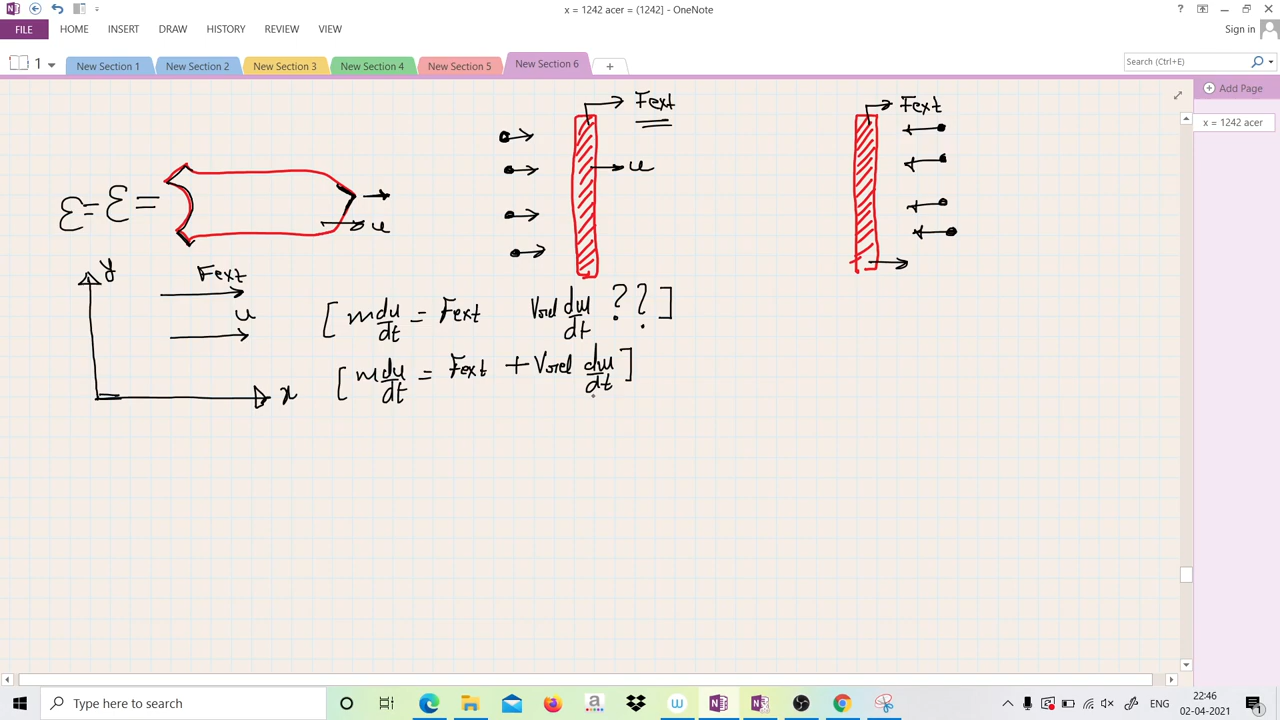 x = 1242 acer = (1242] - OneNote
Sign in
FILE
HOME
INSERT
DRAW
HISTORY
REVIEW
VIEW
1
New Section 1
New Section 2
New Section 3
New Section 4
New Section 5
New Section 6
Search (Ctrl+E)
Add Page
x = 1242 acer
Fext
Fext
u
u
y
Fext
u
x
[ m du/dt = Fext Vrel dm/dt ?? ]
[ m du/dt = Fext + Vrel dm/dt ]
Type here to search
ENG
22:46
02-04-2021